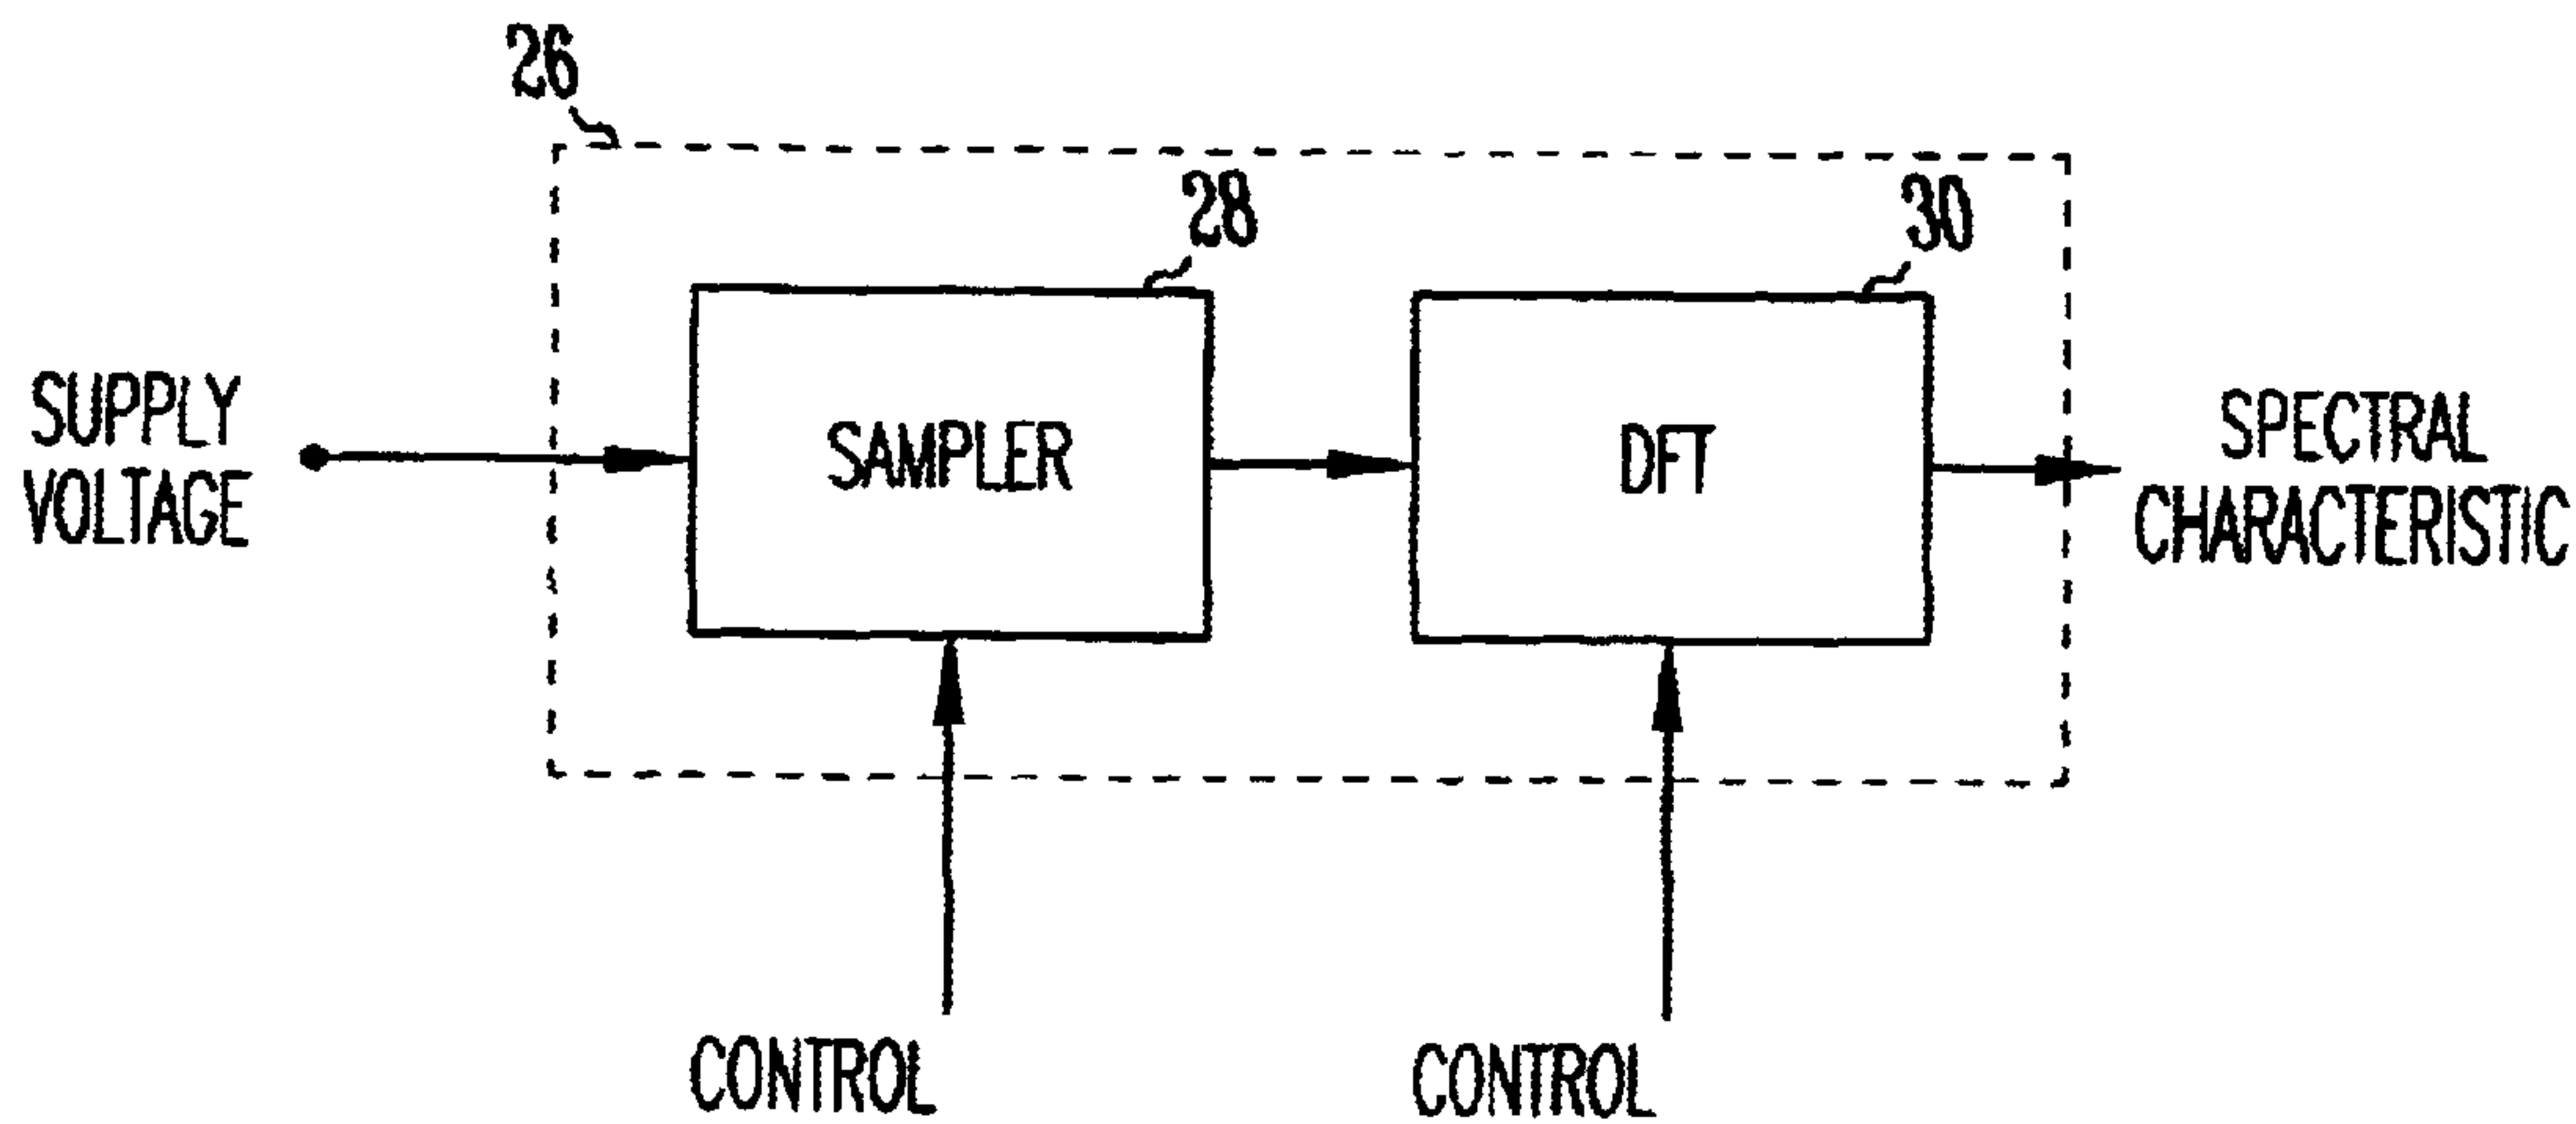 26
28
30
SUPPLY
VOLTAGE
SAMPLER
DFT
SPECTRAL
CHARACTERISTIC
CONTROL
CONTROL